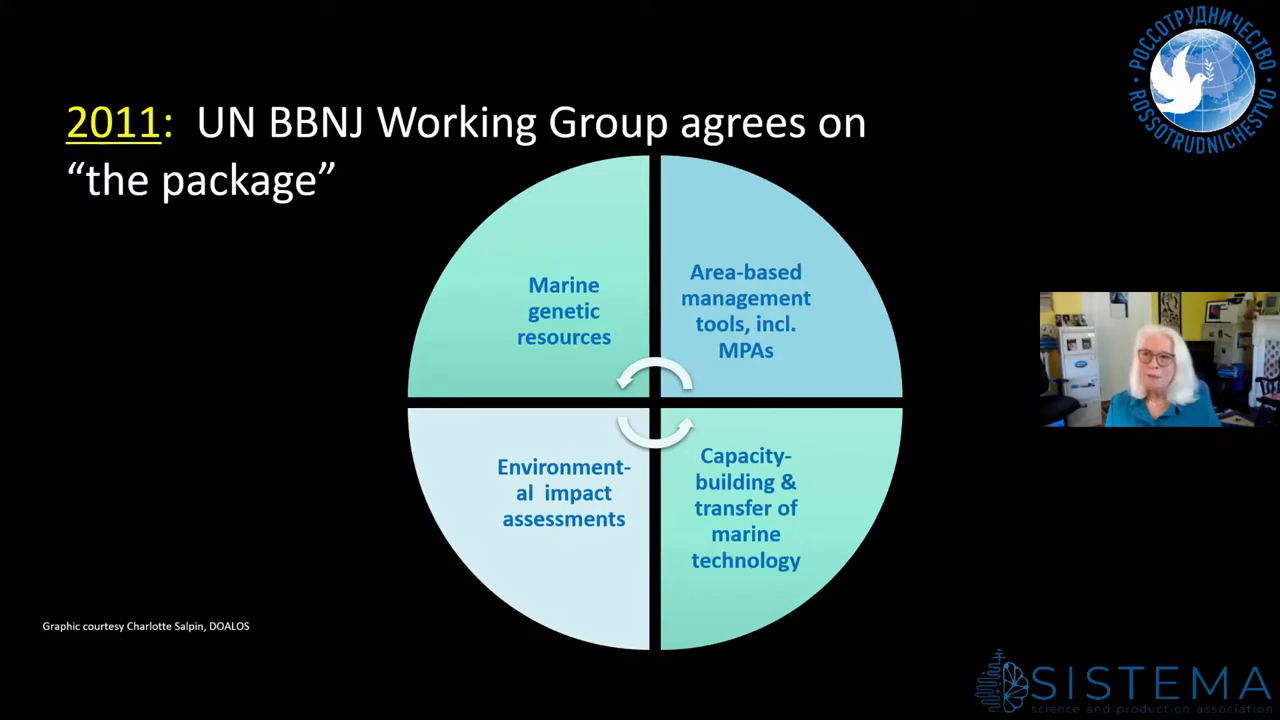 2011: UN BBNJ Working Group agrees on
“the package”
Marine
genetic
resources
Area-based
management
tools, incl.
MPAs
Environment-
al impact
assessments
Capacity-
building &
transfer of
marine
technology
Graphic courtesy Charlotte Salpin, DOALOS
РОССОТРУДНИЧЕСТВО
ROSSOTRUDNICHESTVO
SISTEMA
science and production association